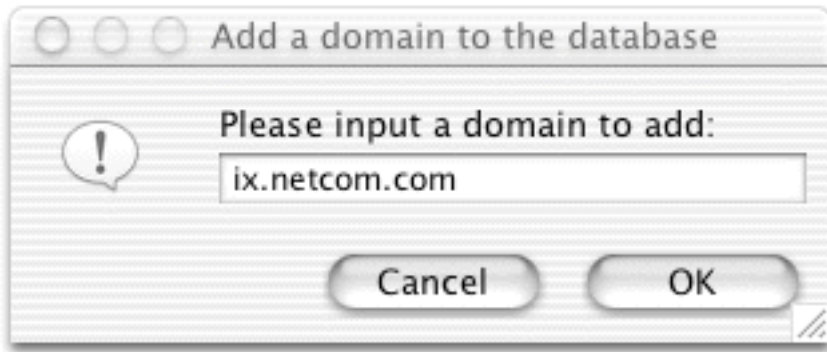 Add a domain to the database
Please input a domain to add:
ix.netcom.com
Cancel OK